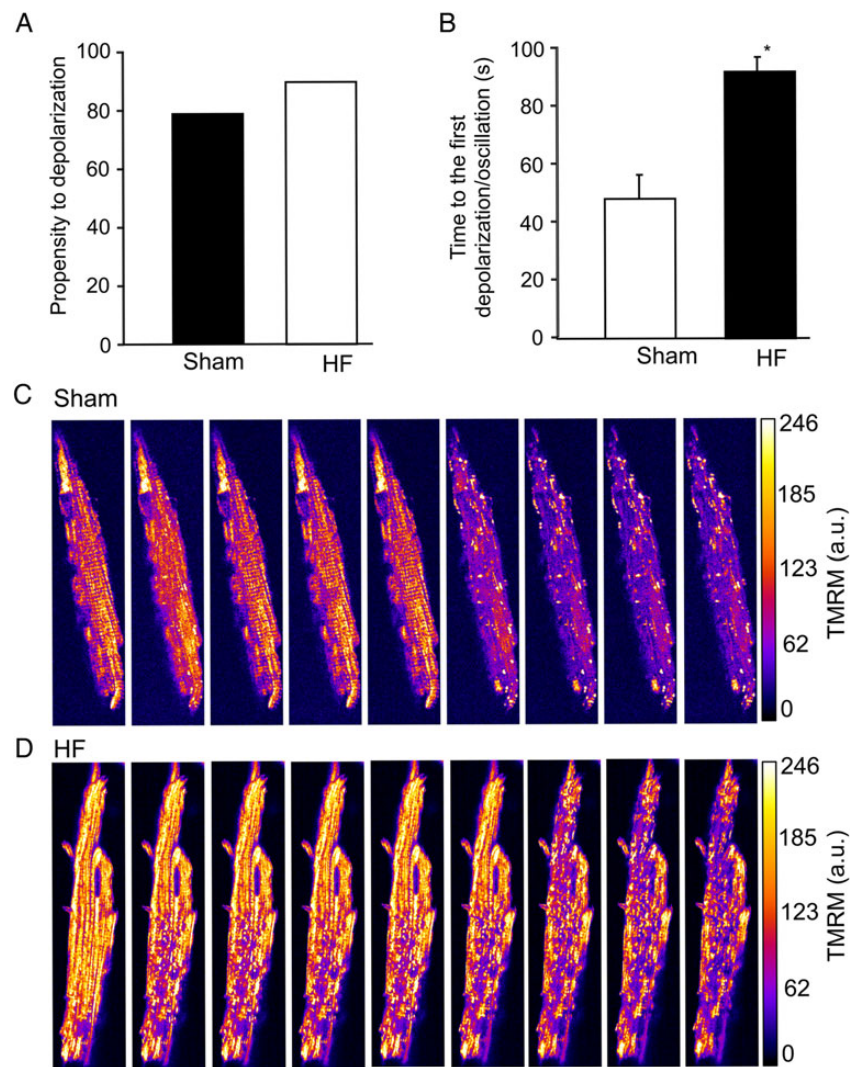 A
Propensity to depolarization
100
80
60
40
20
0
Sham HF
B
Time to the first
depolarization/oscillation (s)
100
80
60
40
20
0
*
Sham HF
C Sham
246
185
123
62
0
TMRM (a.u.)
D HF
246
185
123
62
0
TMRM (a.u.)